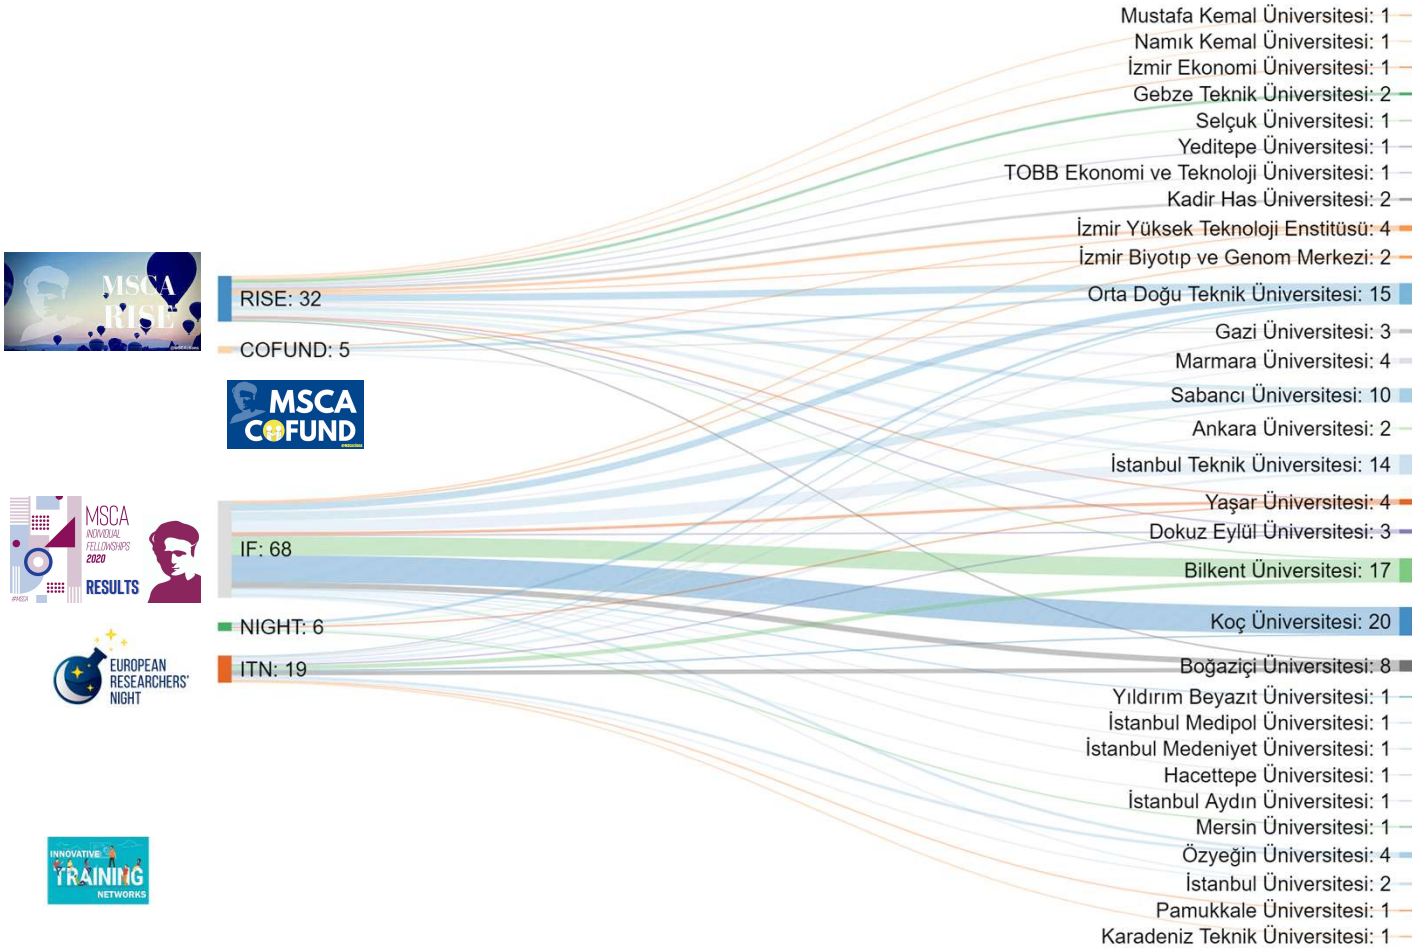 Mustafa Kemal Üniversitesi: 1
Namık Kemal Üniversitesi: 1
İzmir Ekonomi Üniversitesi: 1
Gebze Teknik Üniversitesi: 2
Selçuk Üniversitesi: 1
Yeditepe Üniversitesi: 1
TOBB Ekonomi ve Teknoloji Üniversitesi: 1
Kadir Has Üniversitesi: 2
İzmir Yüksek Teknoloji Enstitüsü: 4
İzmir Biyotıp ve Genom Merkezi: 2
Orta Doğu Teknik Üniversitesi: 15
Gazi Üniversitesi: 3
Marmara Üniversitesi: 4
Sabancı Üniversitesi: 10
Ankara Üniversitesi: 2
İstanbul Teknik Üniversitesi: 14
Yaşar Üniversitesi: 4
Dokuz Eylül Üniversitesi: 3
Bilkent Üniversitesi: 17
Koç Üniversitesi: 20
Boğaziçi Üniversitesi: 8
Yıldırım Beyazıt Üniversitesi: 1
İstanbul Medipol Üniversitesi: 1
İstanbul Medeniyet Üniversitesi: 1
Hacettepe Üniversitesi: 1
İstanbul Aydın Üniversitesi: 1
Mersin Üniversitesi: 1
Özyeğin Üniversitesi: 4
İstanbul Üniversitesi: 2
Pamukkale Üniversitesi: 1
Karadeniz Teknik Üniversitesi: 1
MSCA
RISE
RISE: 32
COFUND: 5
MSCA
COFUND
MSCA
INDIVIDUAL
FELLOWSHIPS
2020
RESULTS
#MSCA
IF: 68
NIGHT: 6
EUROPEAN
RESEARCHERS'
NIGHT
ITN: 19
INNOVATIVE
TRAINING
NETWORKS